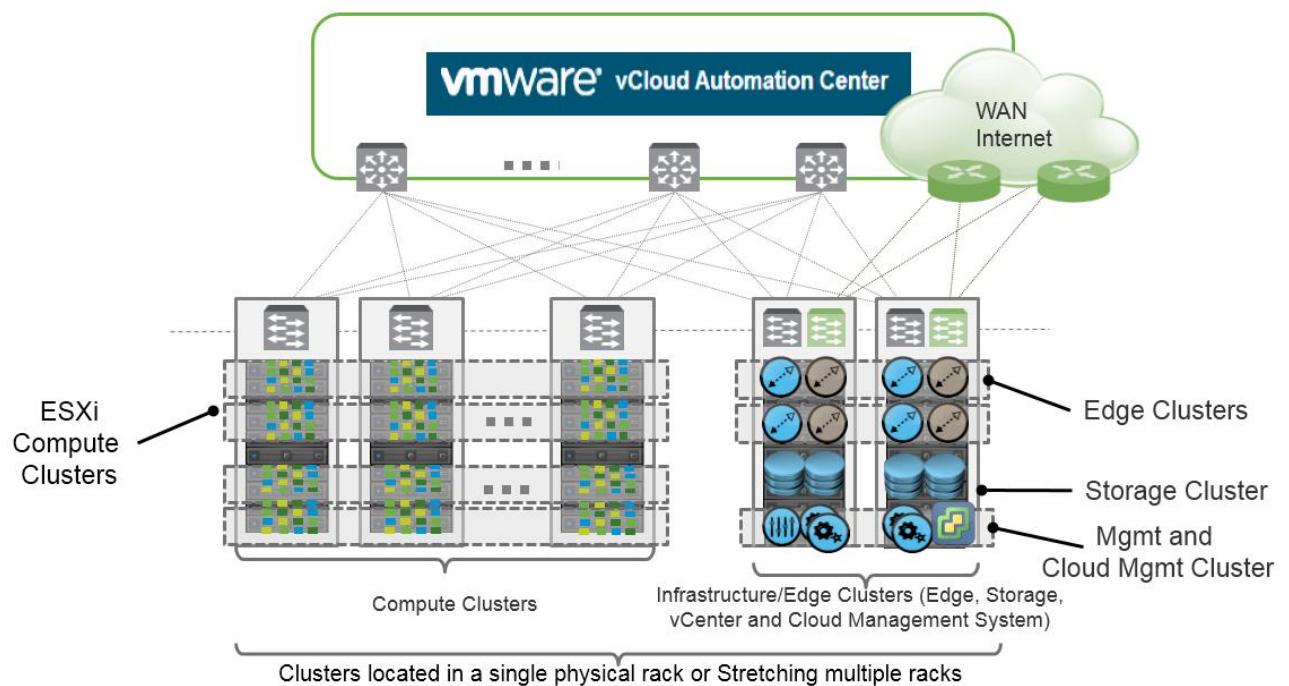 vmware® vCloud Automation Center
WAN
Internet
ESXi
Compute
Clusters
Edge Clusters
Storage Cluster
Mgmt and
Cloud Mgmt Cluster
Compute Clusters
Infrastructure/Edge Clusters (Edge, Storage,
vCenter and Cloud Management System)
Clusters located in a single physical rack or Stretching multiple racks